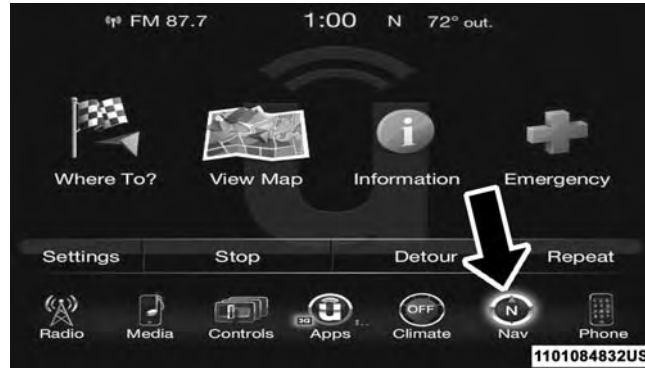 FM 87.7 1:00 N 72° out.
Where To? View Map Information Emergency
Settings Stop Detour Repeat
3G OFF N
Radio Media Controls Apps Climate Nav Phone
1101084832US